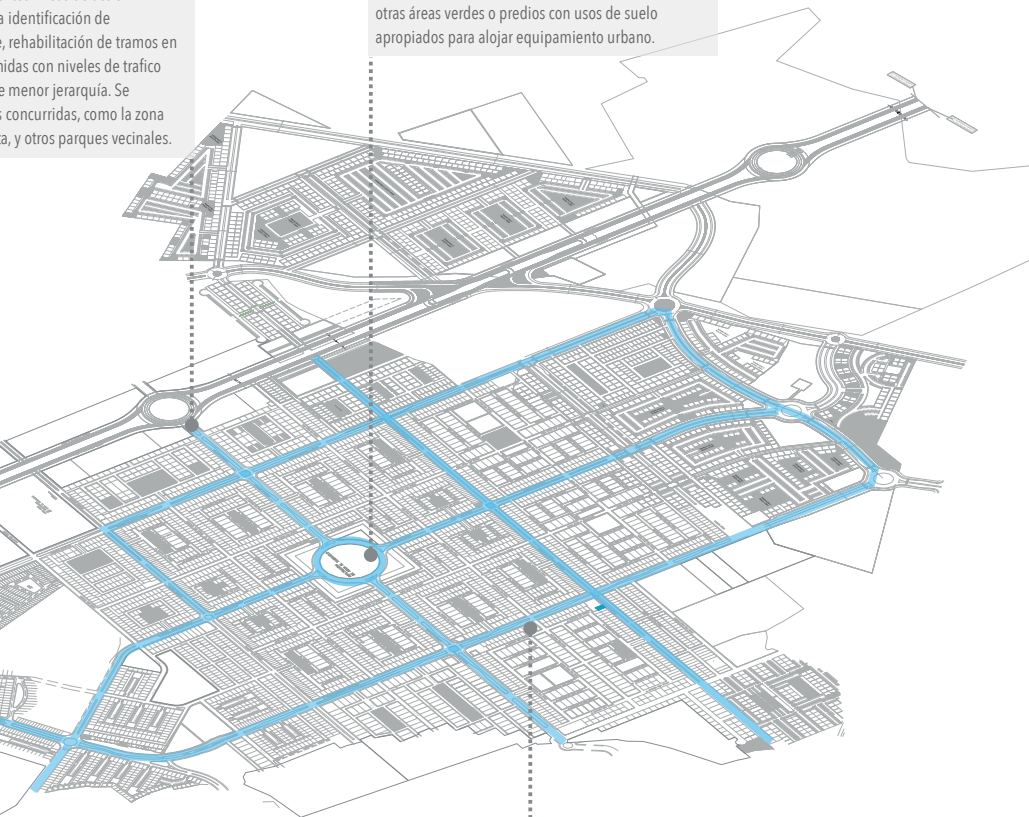 a identificación de
e, rehabilitación de tramos en
nidas con niveles de trafico
e menor jerarquía. Se
s concurridas, como la zona
ta, y otros parques vecinales.
otras áreas verdes o predios con usos de suelo
apropiados para alojar equipamiento urbano.